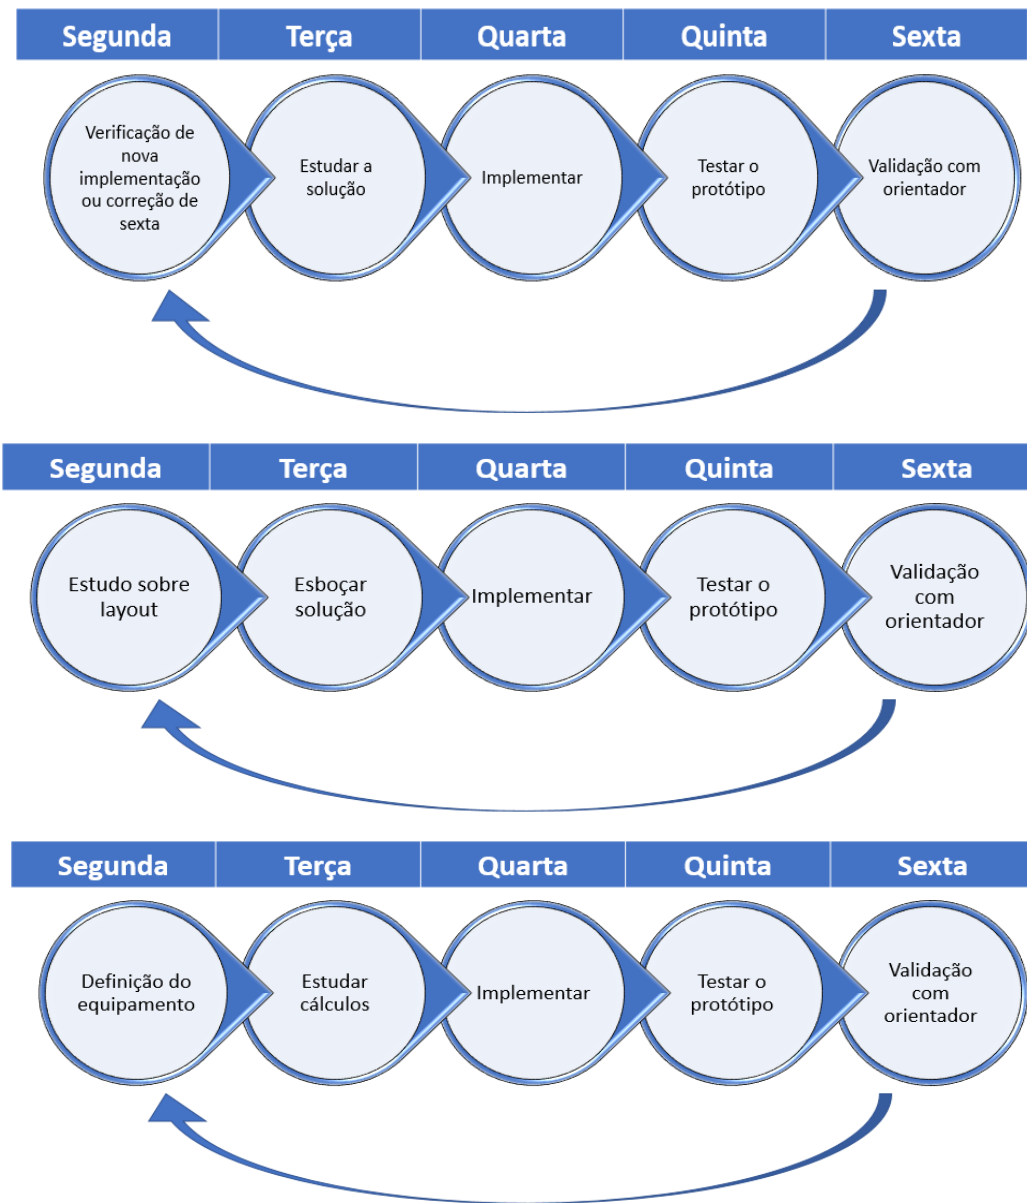 Segunda Terça Quarta Quinta Sexta
Verificação de
nova
implementação
ou correção de
sexta
Estudar a
solução
Implementar
Testar o
protótipo
Validação com
orientador
Segunda Terça Quarta Quinta Sexta
Estudo sobre
layout
Esboçar
solução
Implementar
Testar o
protótipo
Validação
com
orientador
Segunda Terça Quarta Quinta Sexta
Definição do
equipamento
Estudar
cálculos
Implementar
Testar o
protótipo
Validação
com
orientador